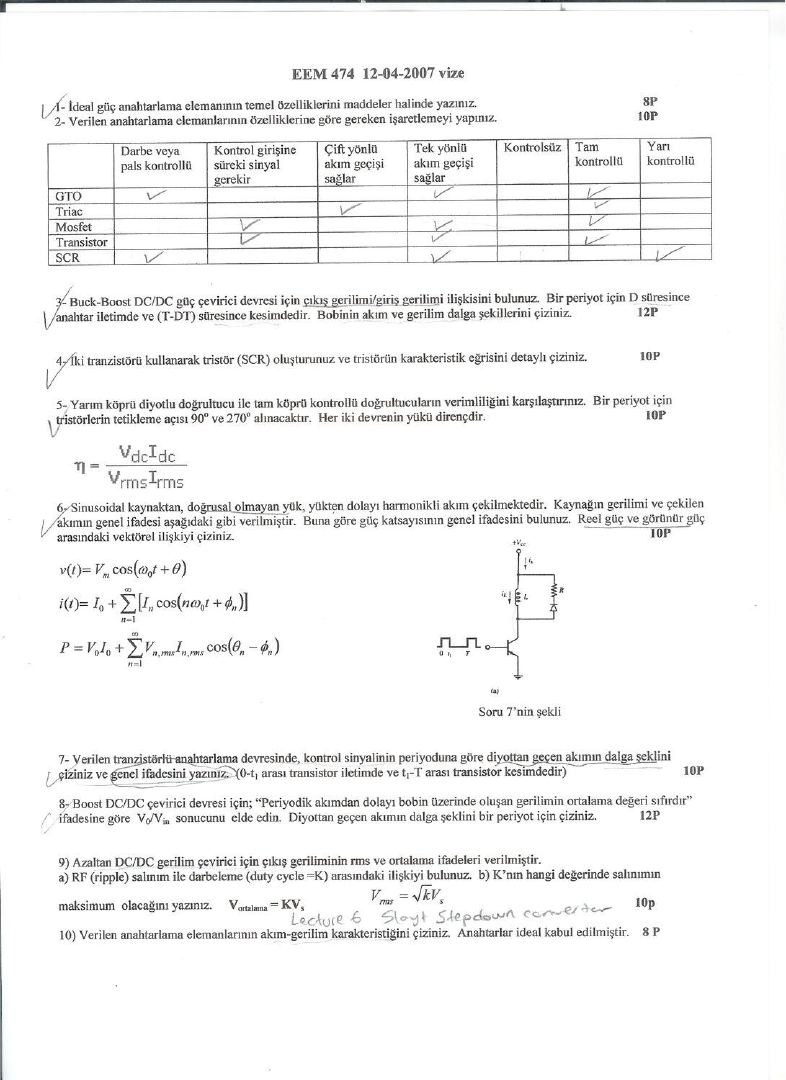 EEM 474 12-04-2007 vize
1- İdeal güç anahtarlama elemanının temel özelliklerini maddeler halinde yazınız. 8P
2- Verilen anahtarlama elemanlarının özelliklerine göre gereken işaretlemeyi yapınız. 10P
Darbe veya Kontrol girişine Çift yönlü Tek yönlü Kontrolsüz Tam Yarı
pals kontrollü süreki sinyal akım geçişi akım geçişi kontrollü kontrollü
gerekir sağlar sağlar
GTO ✓ ✓ ✓
Triac ✓ ✓
Mosfet ✓ ✓ ✓
Transistor ✓ ✓ ✓
SCR ✓ ✓ ✓
3- Buck-Boost DC/DC güç çevirici devresi için çıkış gerilimi/giriş gerilimi ilişkisini bulunuz. Bir periyot için D süresince
anahtar iletimde ve (T-DT) süresince kesimdedir. Bobinin akım ve gerilim dalga şekillerini çiziniz. 12P
4- İki tranzistörü kullanarak tristör (SCR) oluşturunuz ve tristörün karakteristik eğrisini detaylı çiziniz. 10P
5- Yarım köprü diyotlu doğrultucu ile tam köprü kontrollü doğrultucuların verimliliğini karşılaştırınız. Bir periyot için
tristörlerin tetikleme açısı 90° ve 270° alınacaktır. Her iki devrenin yükü dirençdir. 10P
η = VdcIdc / VrmsIrms
6- Sinusoidal kaynaktan, doğrusal olmayan yük, yükten dolayı harmonikli akım çekilmektedir. Kaynağın gerilimi ve çekilen
akımın genel ifadesi aşağıdaki gibi verilmiştir. Buna göre güç katsayısının genel ifadesini bulunuz. Reel güç ve görünür güç
arasındaki vektörel ilişkiyi çiziniz. 10P
+Vcc
v(t)= Vm cos(ω0t + θ)
iL L R
i(t)= I0 + ∑n=1∞ [In cos(nω0t + ϕn)]
P = V0I0 + ∑n=1∞ Vn,rms In,rms cos(θn − ϕn)
0 t1 T
(a)
Soru 7'nin şekli
7- Verilen tranzistörlü anahtarlama devresinde, kontrol sinyalinin periyoduna göre diyottan geçen akımın dalga şeklini
çiziniz ve genel ifadesini yazınız. (0-t1 arası transistor iletimde ve t1-T arası transistor kesimdedir) 10P
8- Boost DC/DC çevirici devresi için; “Periyodik akımdan dolayı bobin üzerinde oluşan gerilimin ortalama değeri sıfırdır”
ifadesine göre V0/Vin sonucunu elde edin. Diyottan geçen akımın dalga şeklini bir periyot için çiziniz. 12P
9) Azaltan DC/DC gerilim çevirici için çıkış geriliminin rms ve ortalama ifadeleri verilmiştir.
a) RF (ripple) salınım ile darbeleme (duty cycle =K) arasındaki ilişkiyi bulunuz. b) K'nın hangi değerinde salınımın
maksimum olacağını yazınız. Vortalama = KVs Vrms = √kVs 10p
Lecture 6 Slayt Stepdown converter
10) Verilen anahtarlama elemanlarının akım-gerilim karakteristiğini çiziniz. Anahtarlar ideal kabul edilmiştir. 8 P